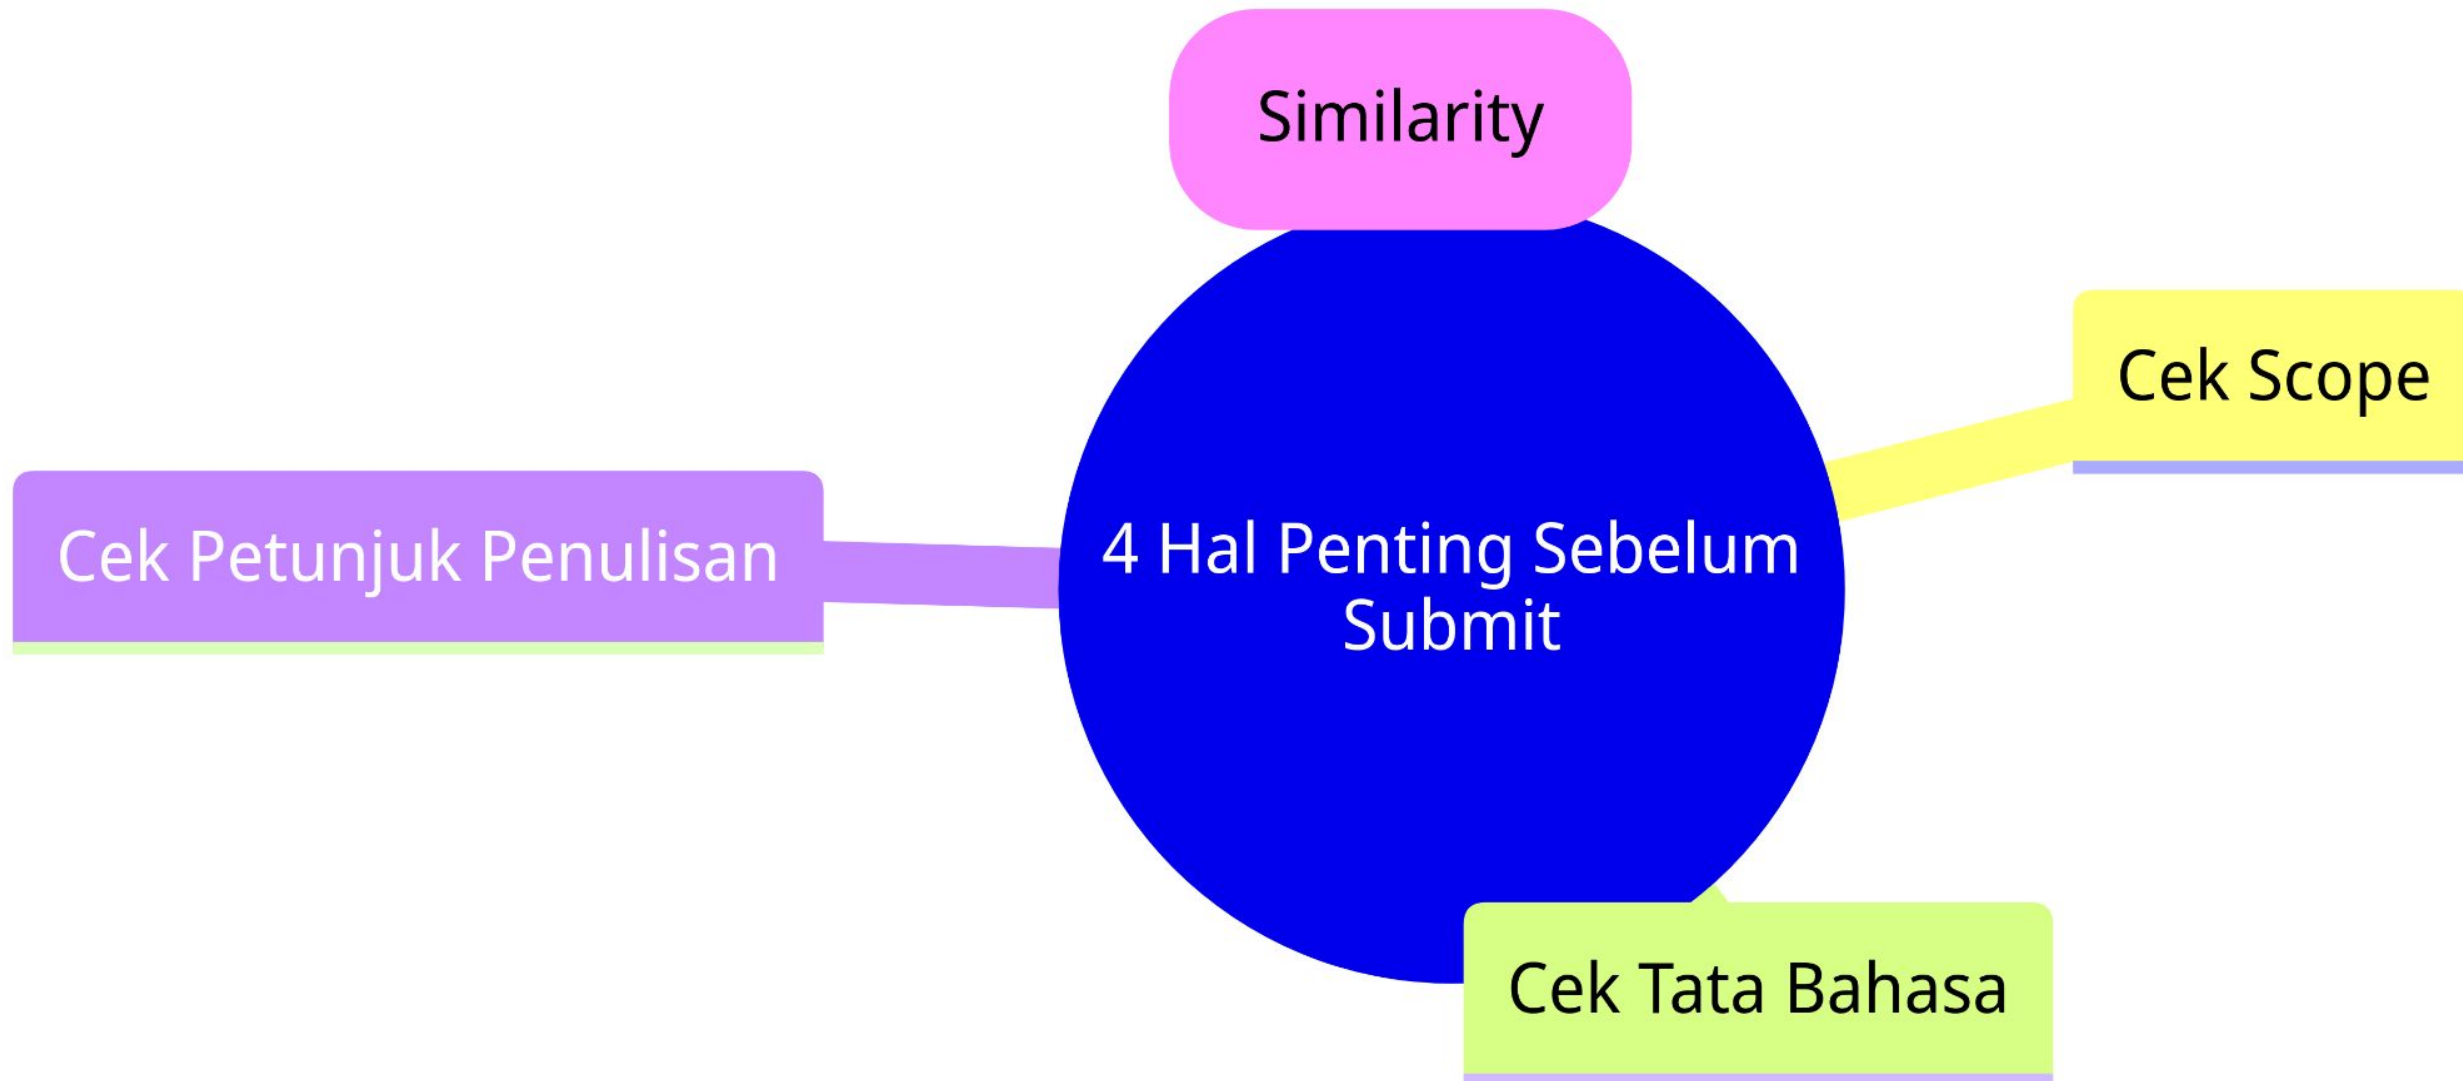 Similarity
Cek Scope
Cek Petunjuk Penulisan
4 Hal Penting Sebelum
Submit
Cek Tata Bahasa